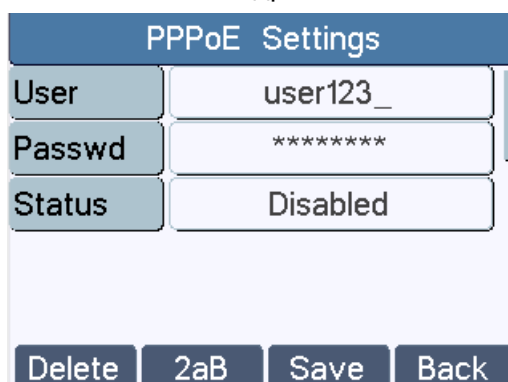 PPPoE Settings
User user123_
Passwd ********
Status Disabled
Delete 2aB Save Back